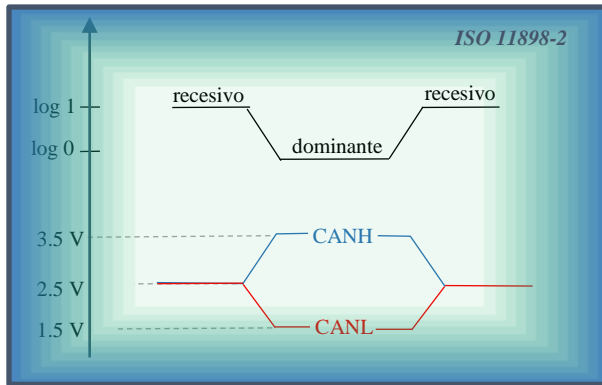 ISO 11898-2
recesivo
recesivo
log 1
log 0
dominante
3.5 V
CANH
2.5 V
1.5 V
CANL